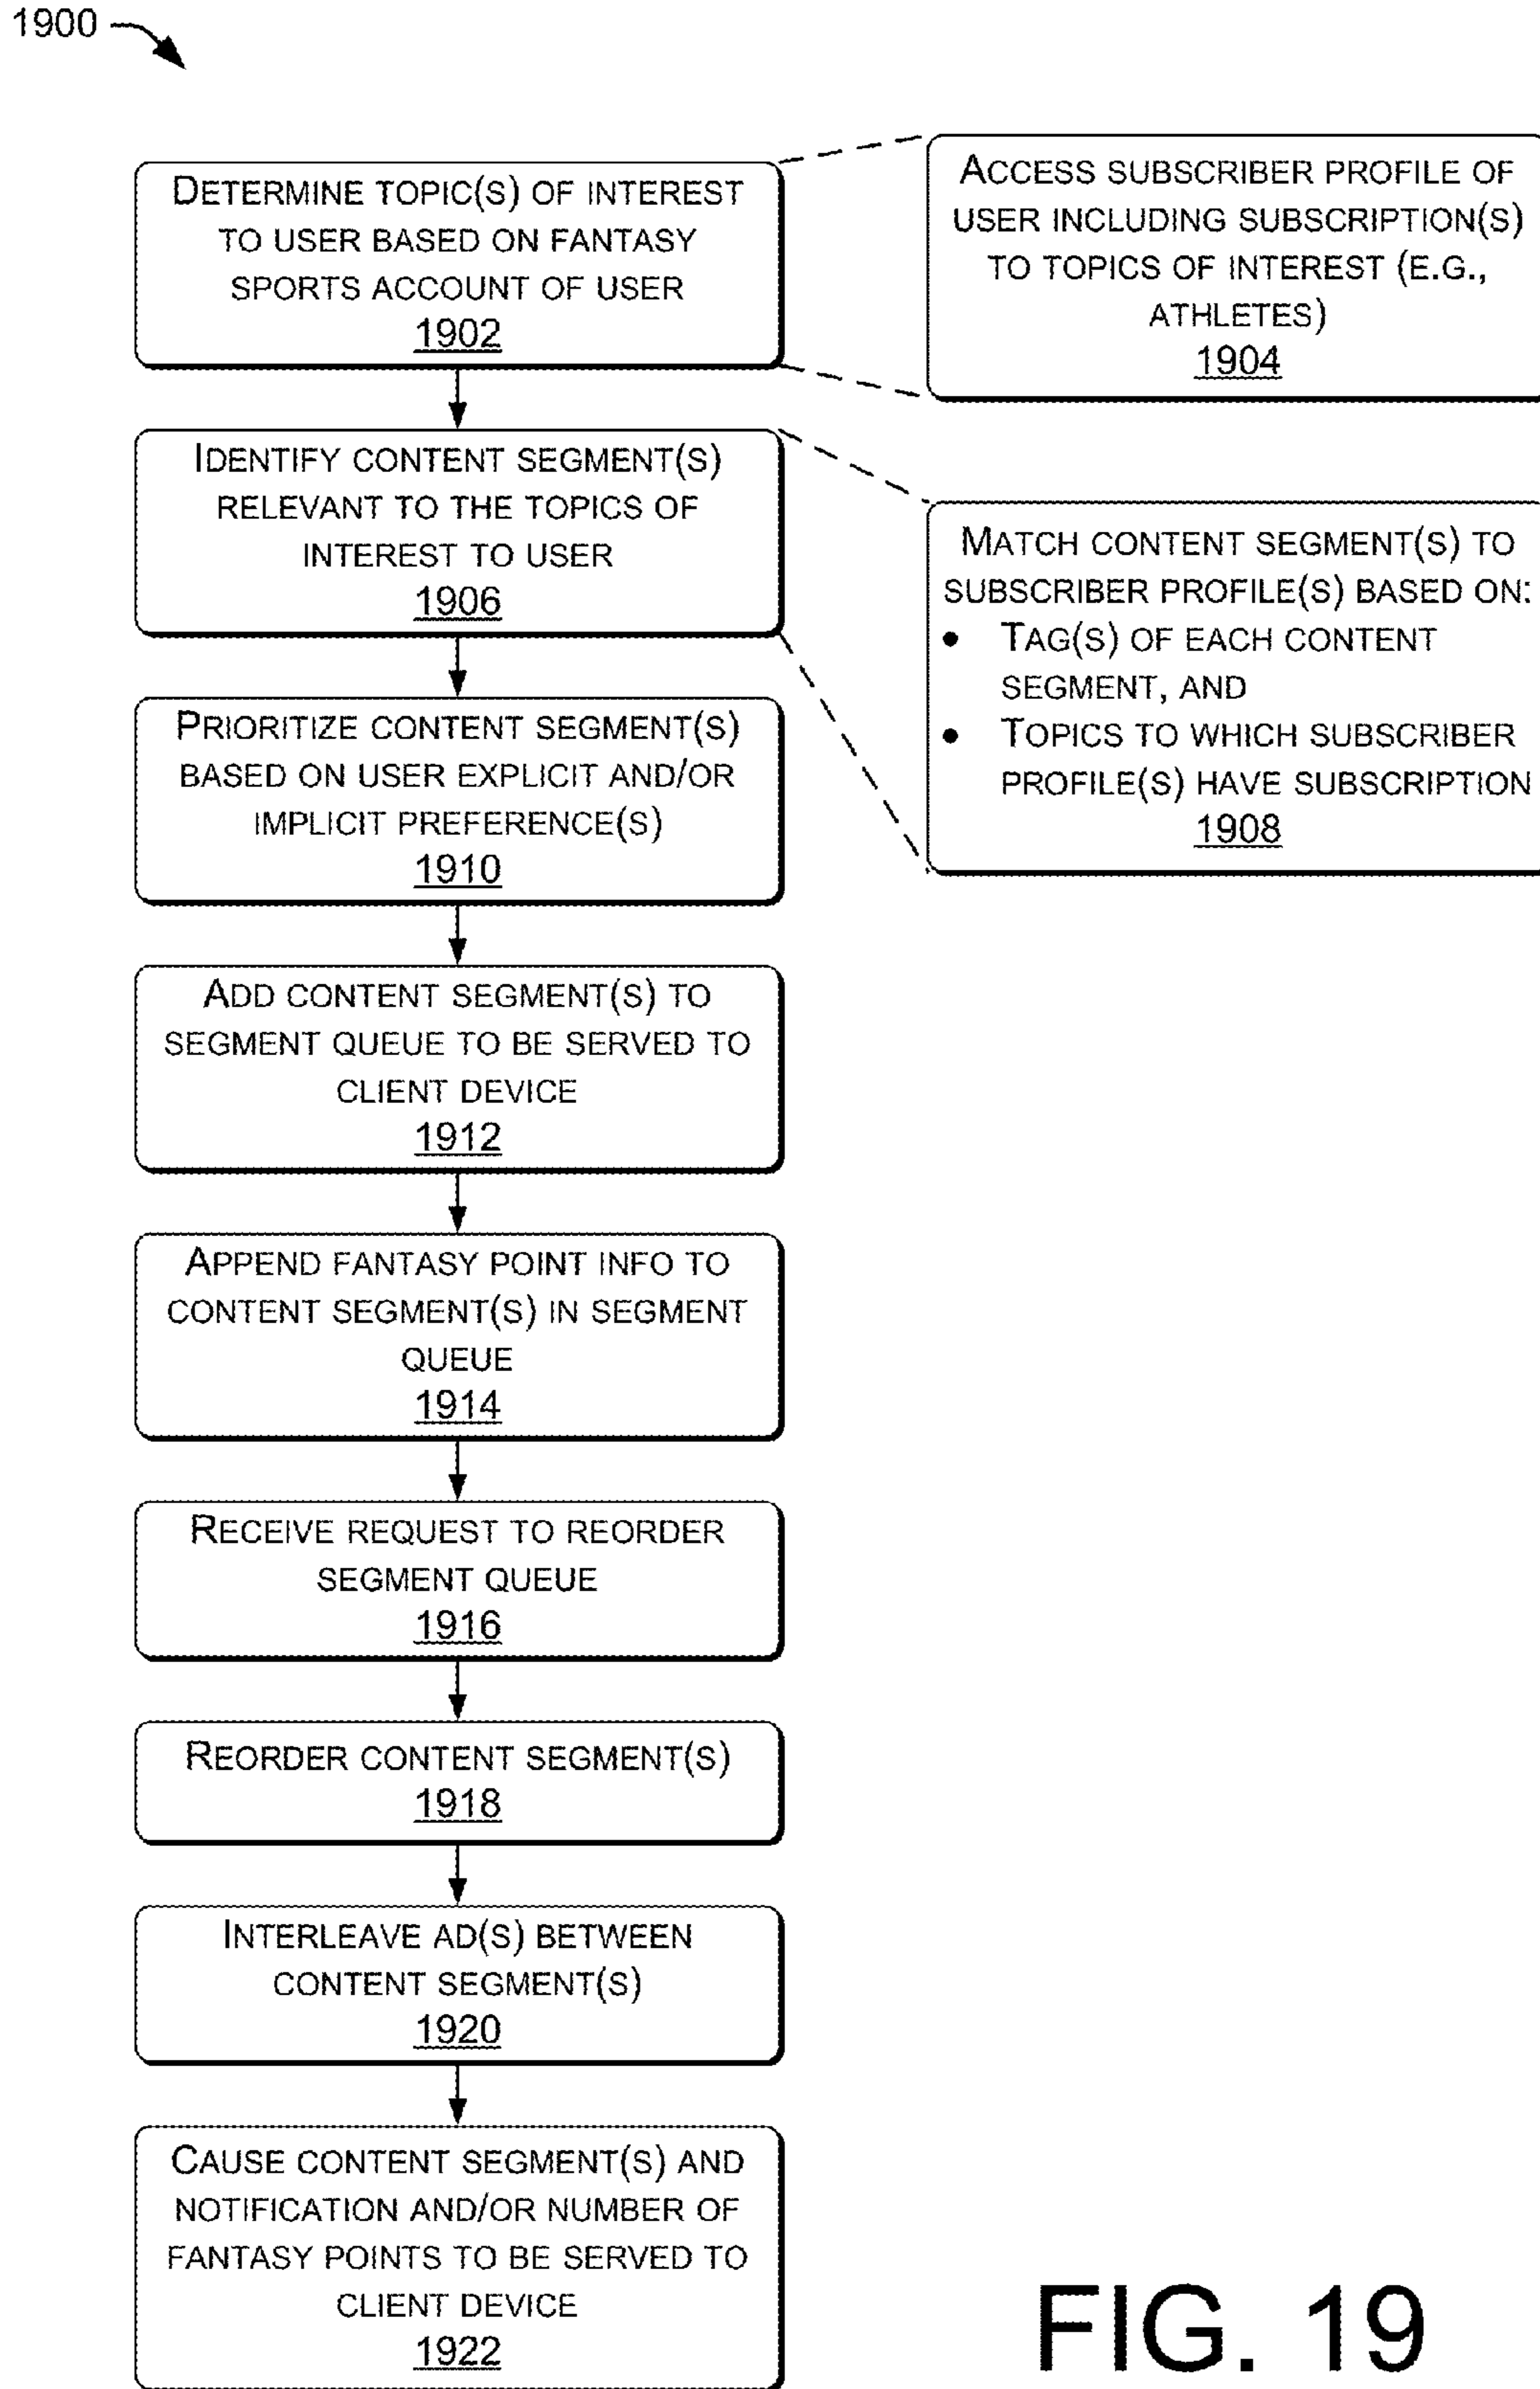 1900
DETERMINE TOPIC(S) OF INTEREST
TO USER BASED ON FANTASY
SPORTS ACCOUNT OF USER
1902
ACCESS SUBSCRIBER PROFILE OF
USER INCLUDING SUBSCRIPTION(S)
TO TOPICS OF INTEREST (E.G.,
ATHLETES)
1904
IDENTIFY CONTENT SEGMENT(S)
RELEVANT TO THE TOPICS OF
INTEREST TO USER
1906
MATCH CONTENT SEGMENT(S) TO
SUBSCRIBER PROFILE(S) BASED ON:
• TAG(S) OF EACH CONTENT
SEGMENT, AND
• TOPICS TO WHICH SUBSCRIBER
PROFILE(S) HAVE SUBSCRIPTION
1908
PRIORITIZE CONTENT SEGMENT(S)
BASED ON USER EXPLICIT AND/OR
IMPLICIT PREFERENCE(S)
1910
ADD CONTENT SEGMENT(S) TO
SEGMENT QUEUE TO BE SERVED TO
CLIENT DEVICE
1912
APPEND FANTASY POINT INFO TO
CONTENT SEGMENT(S) IN SEGMENT
QUEUE
1914
RECEIVE REQUEST TO REORDER
SEGMENT QUEUE
1916
REORDER CONTENT SEGMENT(S)
1918
INTERLEAVE AD(S) BETWEEN
CONTENT SEGMENT(S)
1920
CAUSE CONTENT SEGMENT(S) AND
NOTIFICATION AND/OR NUMBER OF
FANTASY POINTS TO BE SERVED TO
CLIENT DEVICE
1922
FIG. 19